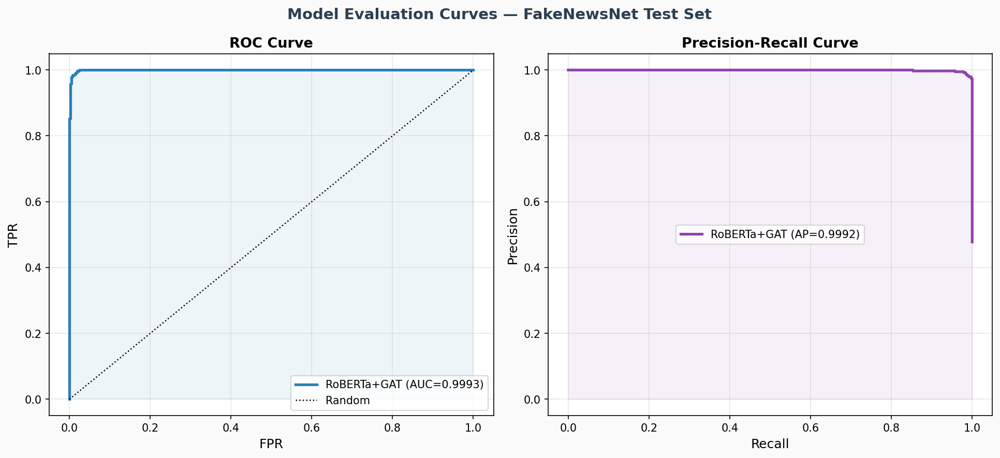 Model Evaluation Curves — FakeNewsNet Test Set
ROC Curve
1.0
0.8
0.6
0.4
0.2
0.0
TPR
0.0 0.2 0.4 0.6 0.8 1.0
FPR
RoBERTa+GAT (AUC=0.9993)
Random
Precision-Recall Curve
1.0
0.8
0.6
0.4
0.2
0.0
Precision
0.0 0.2 0.4 0.6 0.8 1.0
Recall
RoBERTa+GAT (AP=0.9992)